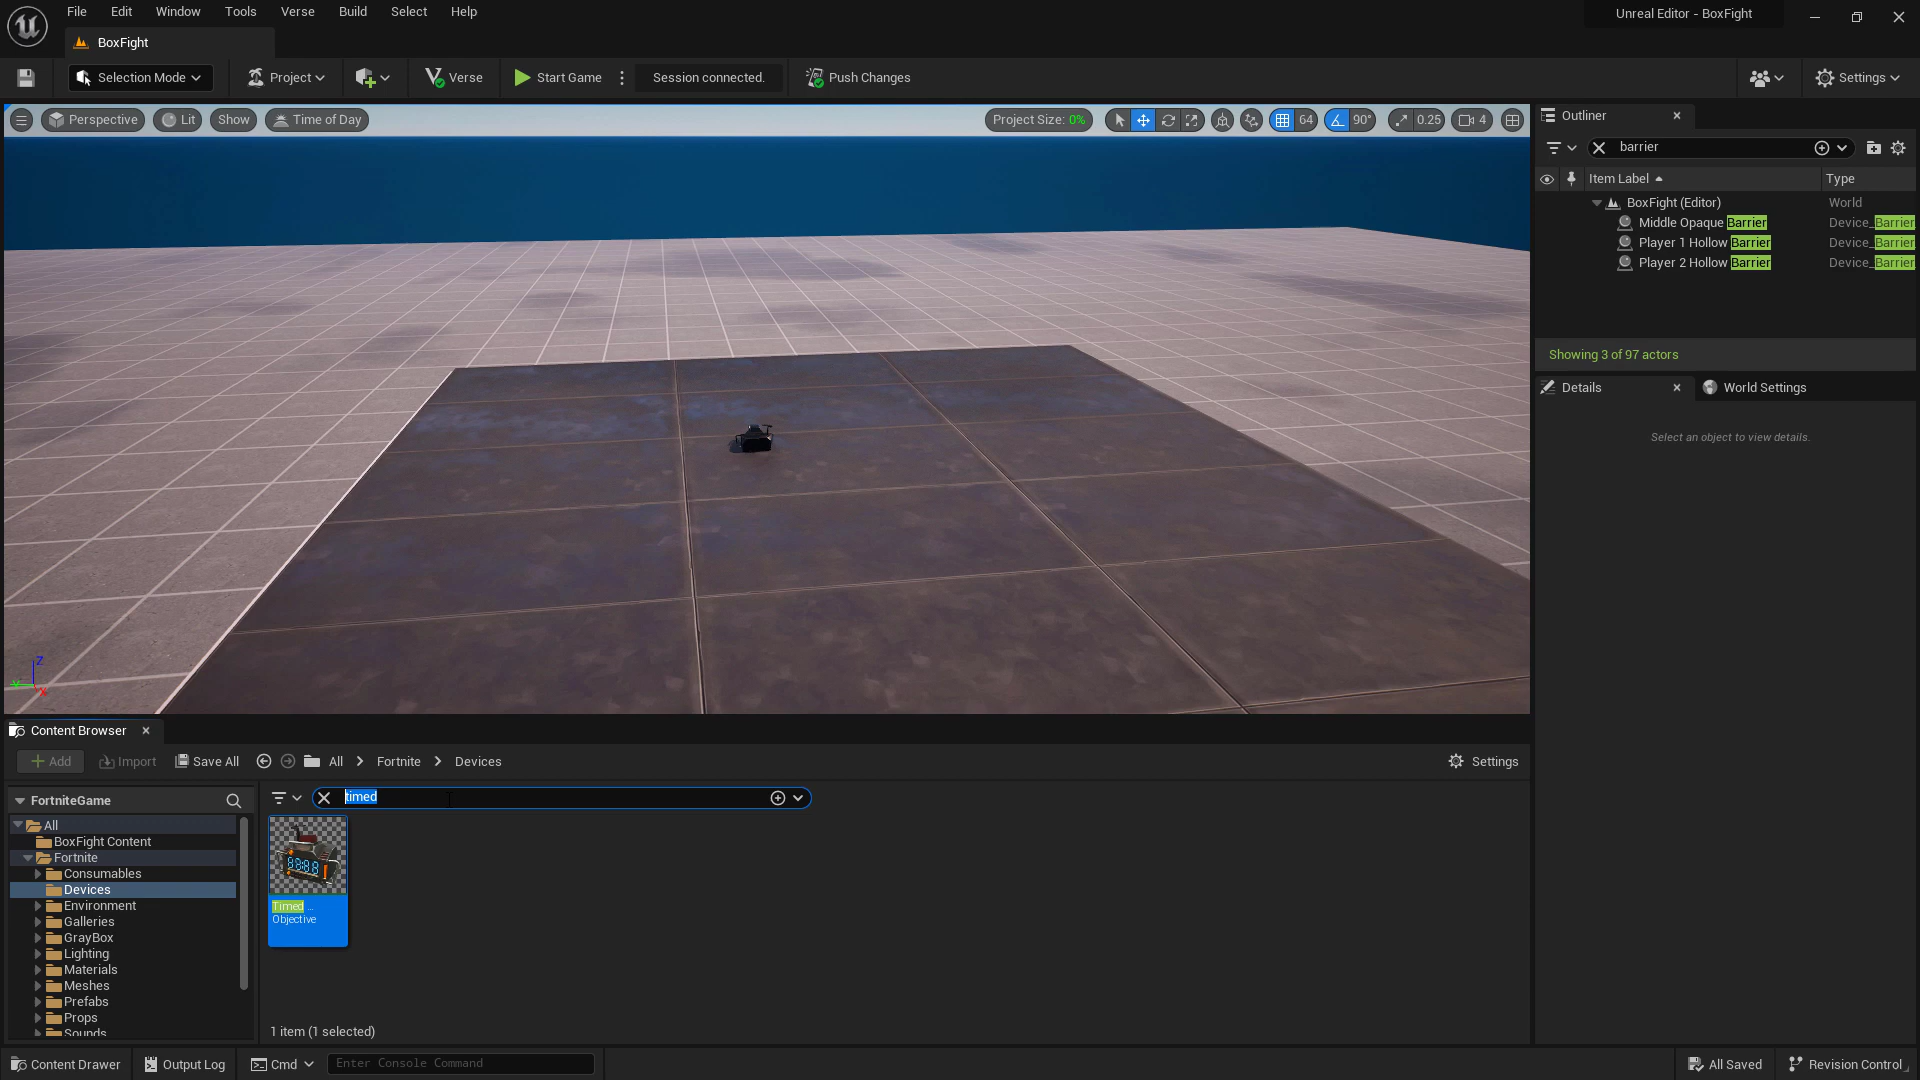 File Edit Window Tools Verse Build Select Help
Unreal Editor - BoxFight
BoxFight
Selection Mode
Project
Verse
Start Game
Session connected.
Push Changes
Settings
Perspective
Lit
Show
Time of Day
Project Size: 0%
64
90°
0.25
4
Outliner
barrier
Item Label
Type
BoxFight (Editor)
World
Middle Opaque Barrier
Device_Barrier
Player 1 Hollow Barrier
Device_Barrier
Player 2 Hollow Barrier
Device_Barrier
Showing 3 of 97 actors
Details
World Settings
Select an object to view details.
Z
Y
X
Content Browser
Add
Import
Save All
All
Fortnite
Devices
Settings
FortniteGame
All
BoxFight Content
Fortnite
Consumables
Devices
Environment
Galleries
GrayBox
Lighting
Materials
Meshes
Prefabs
Props
Sounds
timed
Timed ...
Objective
1 item (1 selected)
Content Drawer
Output Log
Cmd
Enter Console Command
All Saved
Revision Control